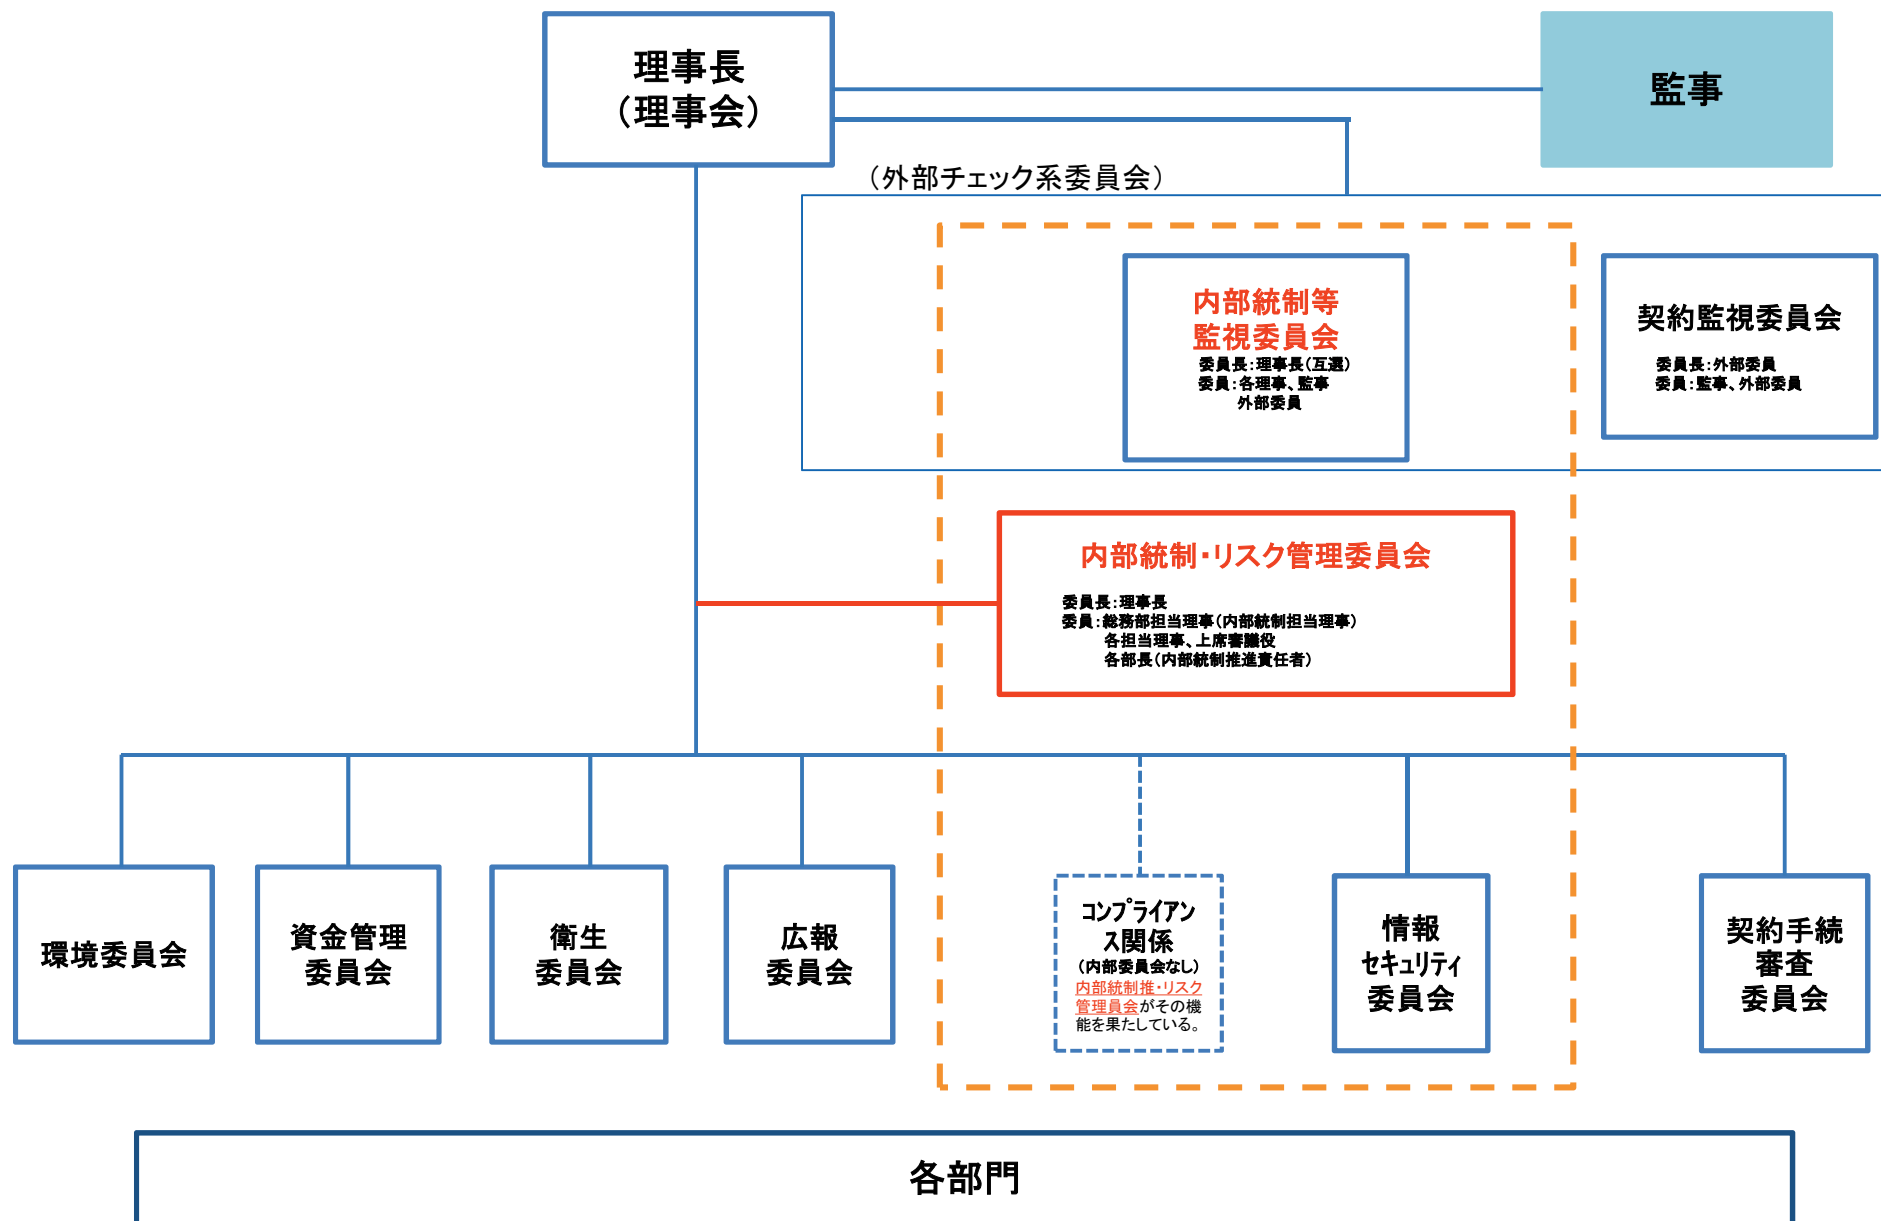 理事長
（理事会）
監事
（外部チェック系委員会）
内部統制等
監視委員会
委員長：理事長（互選）
委員：各理事、監事
外部委員
契約監視委員会
委員長：外部委員
委員：監事、外部委員
内部統制・リスク管理委員会
委員長：理事長
委員：総務部担当理事（内部統制担当理事）
各担当理事、上席審議役
各部長（内部統制推進責任者）
環境委員会
資金管理
委員会
衛生
委員会
広報
委員会
コンプライアン
ス関係
（内部委員会なし）
内部統制推・リスク
管理員会がその機
能を果たしている。
情報
セキュリティ
委員会
契約手続
審査
委員会
各部門